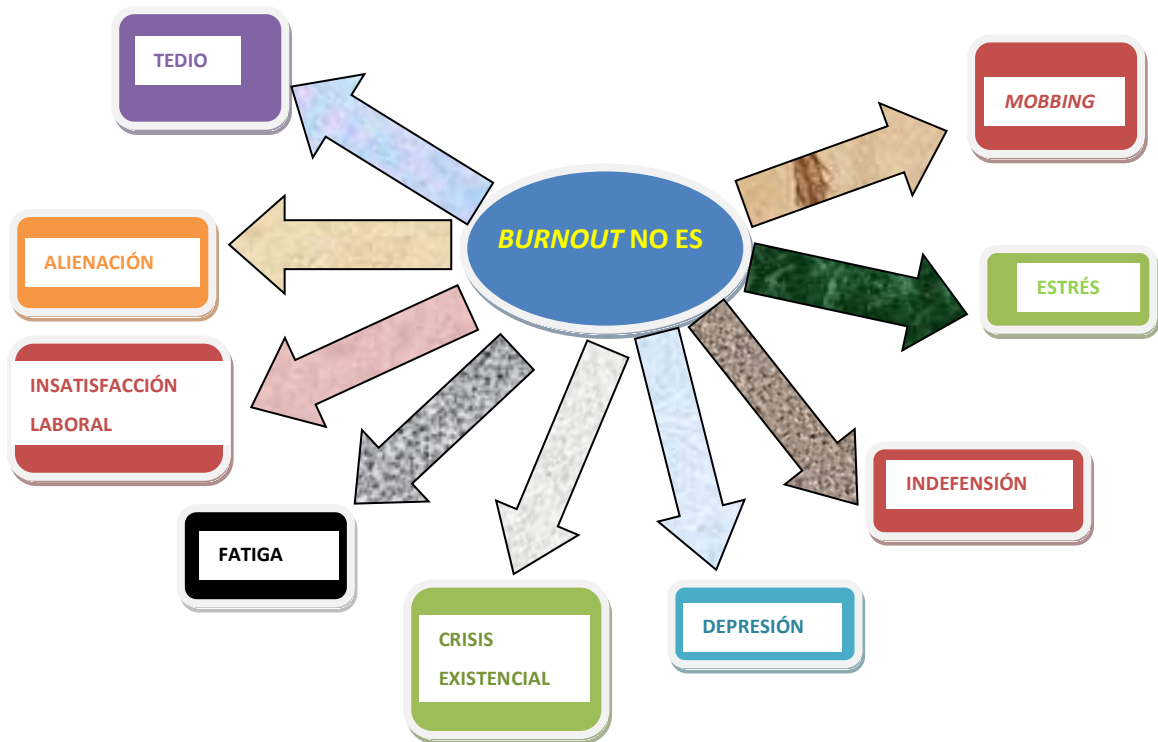 TEDIO
MOBBING
BURNOUT NO ES
ALIENACIÓN
ESTRÉS
INSATISFACCIÓN
LABORAL
INDEFENSIÓN
FATIGA
CRISIS
EXISTENCIAL
DEPRESIÓN